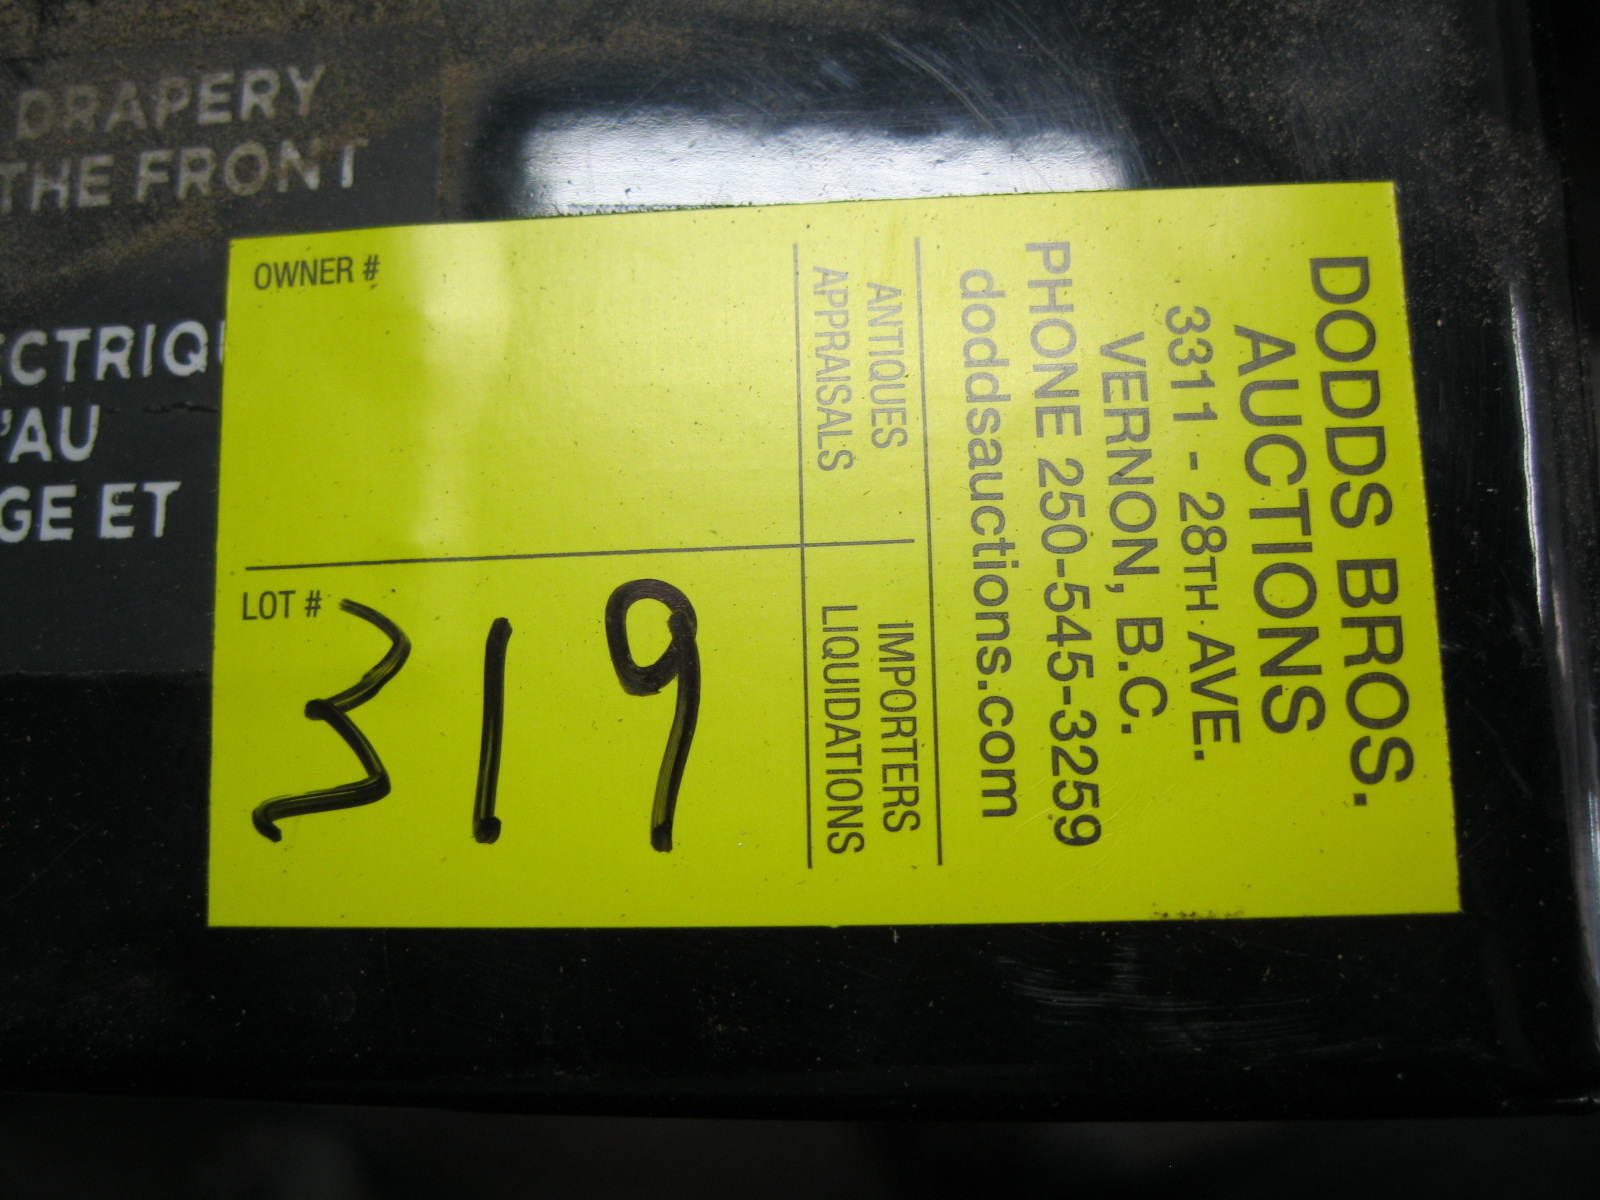 DRAPERY
THE FRONT
'AU
GE ET
OWNER #
LOT #
319
DODDS BROS.
AUCTIONS
3311 - 28TH AVE.
VERNON, B.C.
PHONE 250-545-3259
doddsauctions.com
ANTIQUES
APPRAISALS
IMPORTERS
LIQUIDATIONS